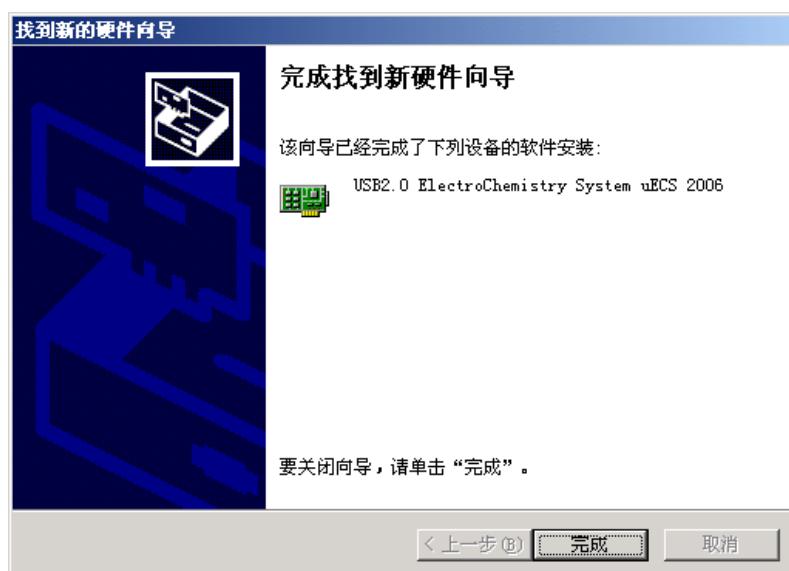 找到新的硬件向导
完成找到新硬件向导
该向导已经完成了下列设备的软件安装:
USB2.0 ElectroChemistry System uECS 2006
要关闭向导，请单击“完成”。
< 上一步(B)
完成
取消